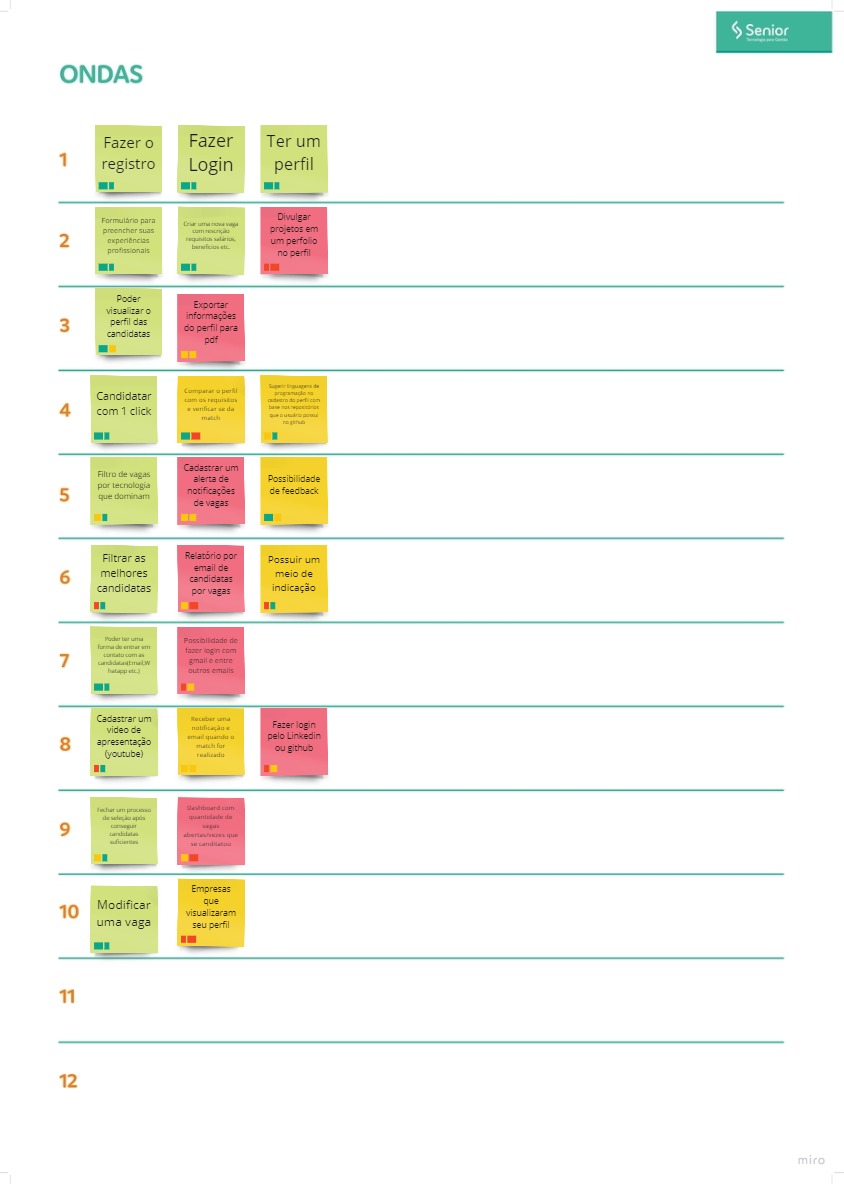 Senior
Tecnologia para Gestão
ONDAS
1
Fazer o
registro
Fazer
Login
Ter um
perfil
2
Formulário para
preencher suas
experiências
profissionais
Criar uma nova vaga
com rescrição
requisitos salários,
benefícios etc.
Divulgar
projetos em
um perfolio
no perfil
3
Poder
visualizar o
perfil das
candidatas
Exportar
informações
do perfil para
pdf
4
Candidatar
com 1 click
Comparar o perfil
com os requisitos
e verificar se da
match
Sugerir linguagens de
programação no
cadastro do perfil com
base nos repositórios
que o usuário possui
no github
5
Filtro de vagas
por tecnologia
que dominam
Cadastrar um
alerta de
notificações
de vagas
Possibilidade
de feedback
6
Filtrar as
melhores
candidatas
Relatório por
email de
candidatas
por vagas
Possuir um
meio de
indicação
7
Poder ter uma
forma de entrar em
contato com as
candidatas(Email,W
hatapp etc.)
Possibilidade de
fazer login com
gmail e entre
outros emails
8
Cadastrar um
video de
apresentação
(youtube)
Receber uma
notificação e
email quando o
match for
realizado
Fazer login
pelo Linkedin
ou github
9
Fechar um processo
de seleção após
conseguir
candidatas
suficientes
Dashboard com
quantidade de
vagas
abertas/vezes que
se canditatou
10
Modificar
uma vaga
Empresas
que
visualizaram
seu perfil
11
12
miro